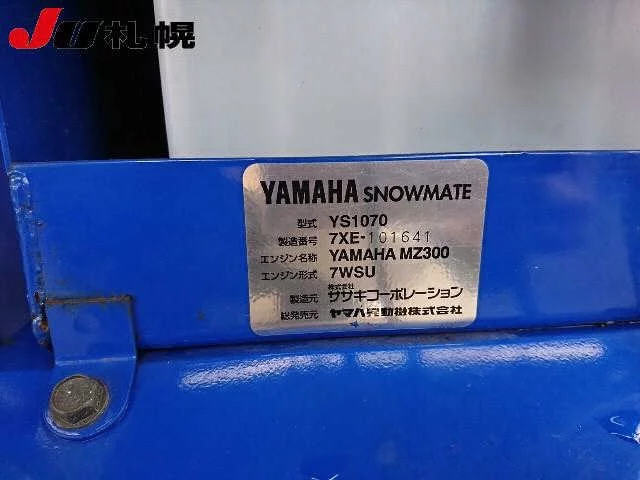 JU札幌
YAMAHA SNOWMATE
型式 YS1070
製造番号 7XE-101641
エンジン名称 YAMAHA MZ300
エンジン形式 7WSU
製造元 株式会社 ササキコーポレーション
総発売元 ヤマハ発動機株式会社